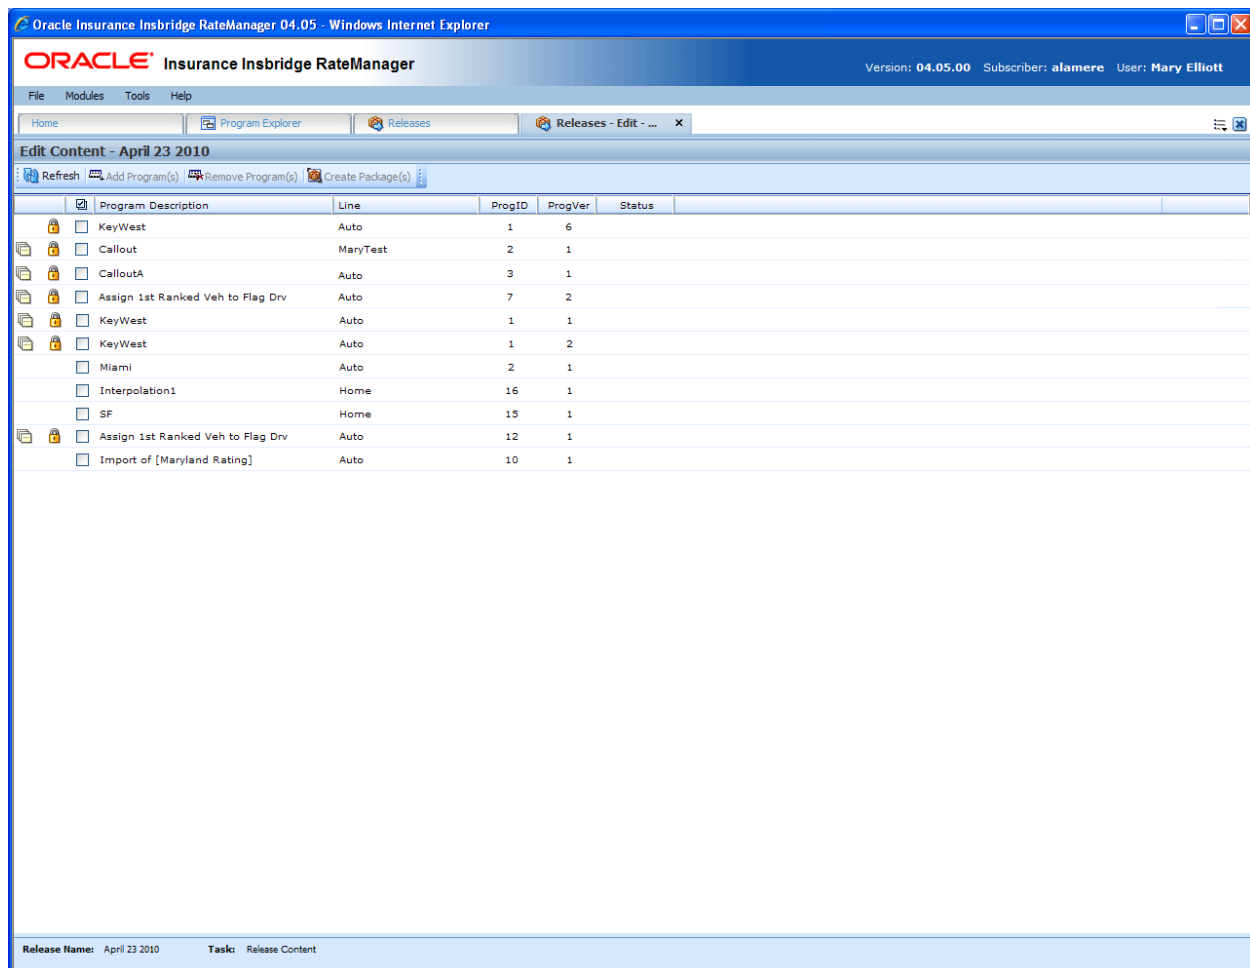 Oracle Insurance Insbridge RateManager 04.05 - Windows Internet Explorer
ORACLE Insurance Insbridge RateManager Version: 04.05.00 Subscriber: alamere User: Mary Elliott
File Modules Tools Help
Home Program Explorer Releases Releases - Edit - ...
Edit Content - April 23 2010
Refresh Add Program(s) Remove Program(s) Create Package(s)
Program Description Line ProgID ProgVer Status
KeyWest Auto 1 6
Callout MaryTest 2 1
CalloutA Auto 3 1
Assign 1st Ranked Veh to Flag Drv Auto 7 2
KeyWest Auto 1 1
KeyWest Auto 1 2
Miami Auto 2 1
Interpolation1 Home 16 1
SF Home 15 1
Assign 1st Ranked Veh to Flag Drv Auto 12 1
Import of [Maryland Rating] Auto 10 1
Release Name: April 23 2010 Task: Release Content